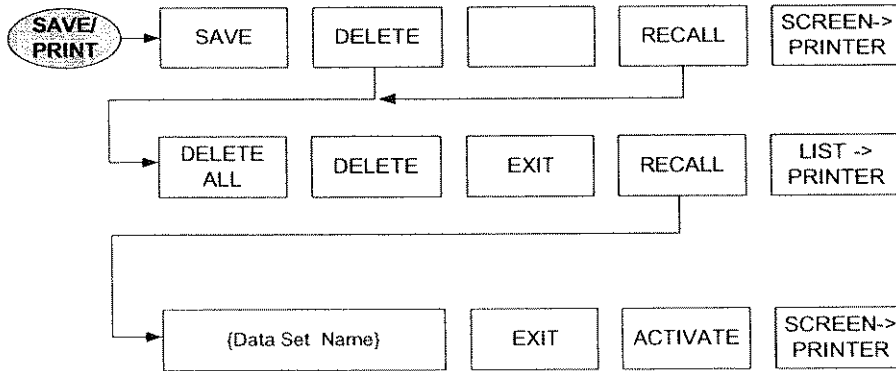 SAVE/
PRINT
SAVE
DELETE
RECALL
SCREEN->
PRINTER
DELETE
ALL
DELETE
EXIT
RECALL
LIST ->
PRINTER
{Data Set Name}
EXIT
ACTIVATE
SCREEN->
PRINTER